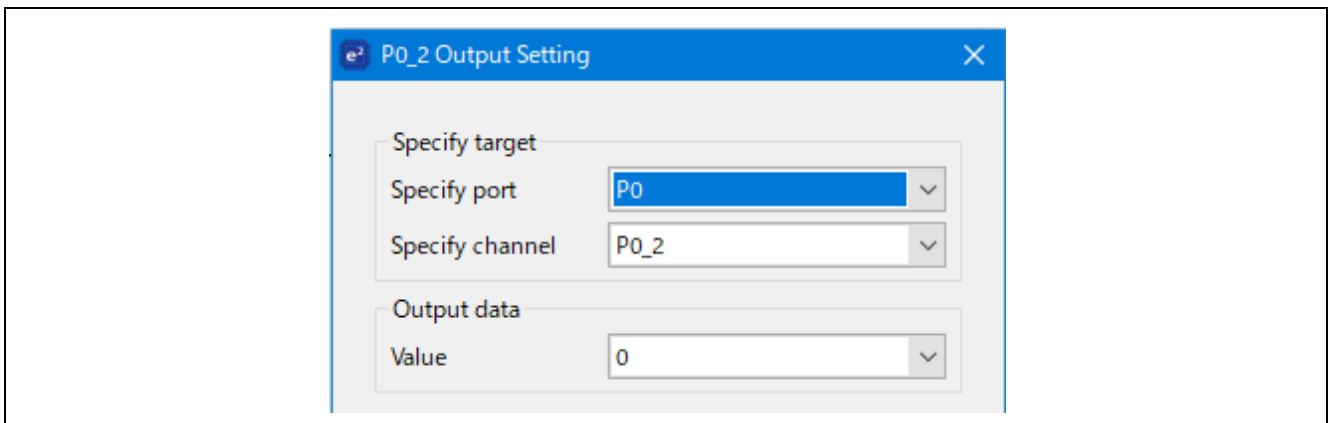 e² P0_2 Output Setting
Specify target
Specify port P0
Specify channel P0_2
Output data
Value 0